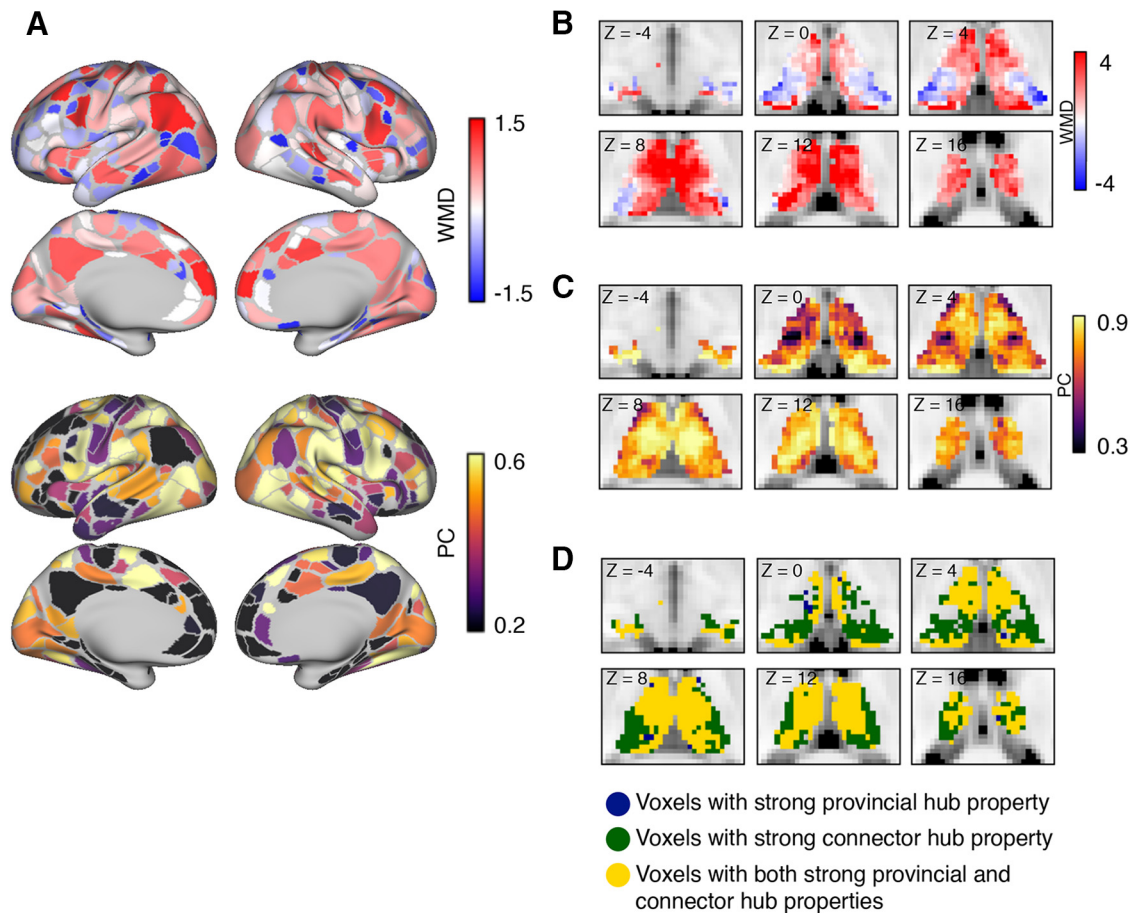 A
1.5
WMD
-1.5
0.6
PC
0.2
B
Z = -4
Z = 0
Z = 4
Z = 8
Z = 12
Z = 16
4
WMD
-4
C
Z = -4
Z = 0
Z = 4
Z = 8
Z = 12
Z = 16
0.9
PC
0.3
D
Z = -4
Z = 0
Z = 4
Z = 8
Z = 12
Z = 16
Voxels with strong provincial hub property
Voxels with strong connector hub property
Voxels with both strong provincial and
connector hub properties